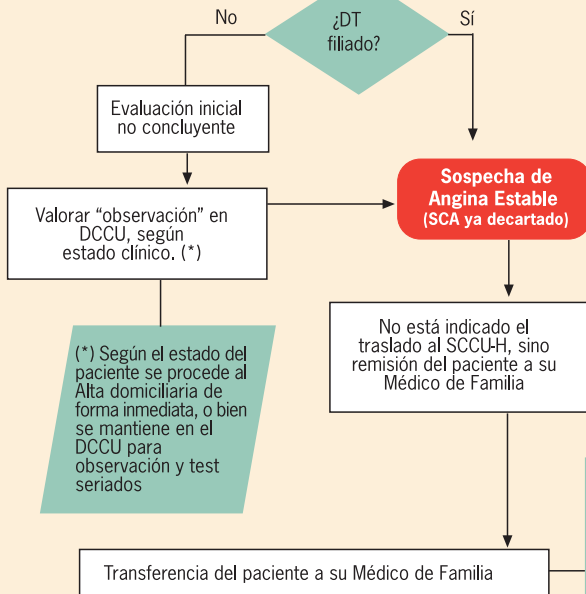 No
¿DT
filiado?
Sí
Evaluación inicial
no concluyente
Valorar “observación” en
DCCU, según
estado clínico. (*)
Sospecha de
Angina Estable
(SCA ya decartado)
(*) Según el estado del
paciente se procede al
Alta domiciliaria de
forma inmediata, o bien
se mantiene en el
DCCU para
observación y test
seriados
No está indicado el
traslado al SCCU-H, sino
remisión del paciente a su
Médico de Familia
Transferencia del paciente a su Médico de Familia